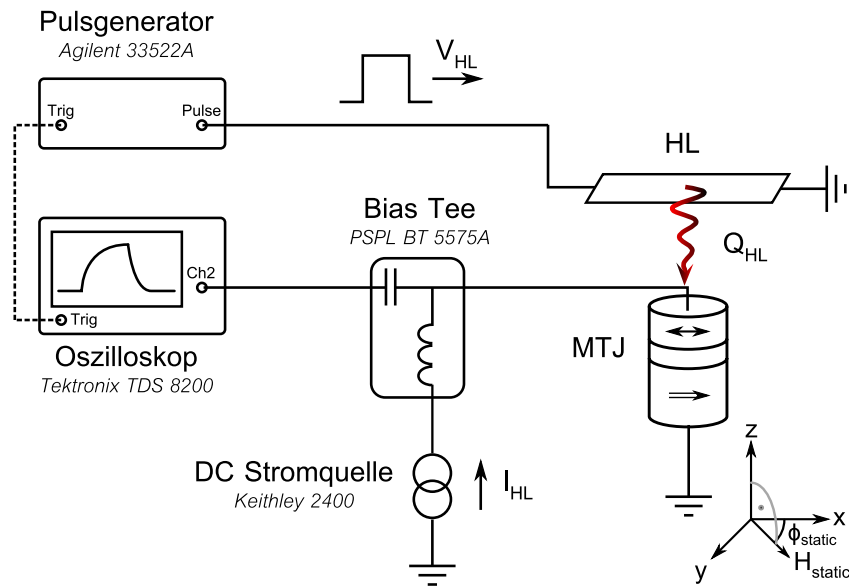 Pulsgenerator
Agilent 33522A
Trig
Pulse
V_HL
HL
Q_HL
Bias Tee
PSPL BT 5575A
Ch2
Trig
Oszilloskop
Tektronix TDS 8200
MTJ
DC Stromquelle
Keithley 2400
I_HL
z
x
ϕ_static
H_static
y